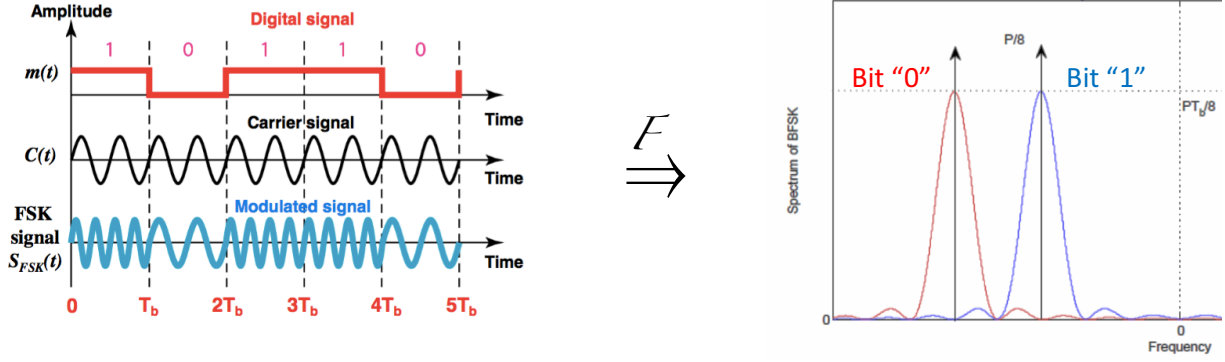 Amplitude
Digital signal
1 0 1 1 0
m(t)
Time
Carrier signal
C(t)
Time
Modulated signal
FSK
signal
S_FSK(t)
Time
0 T_b 2T_b 3T_b 4T_b 5T_b
F
⇒
P/8
Bit “0”
Bit “1”
PT_b/8
Spectrum of BFSK
0
0
Frequency